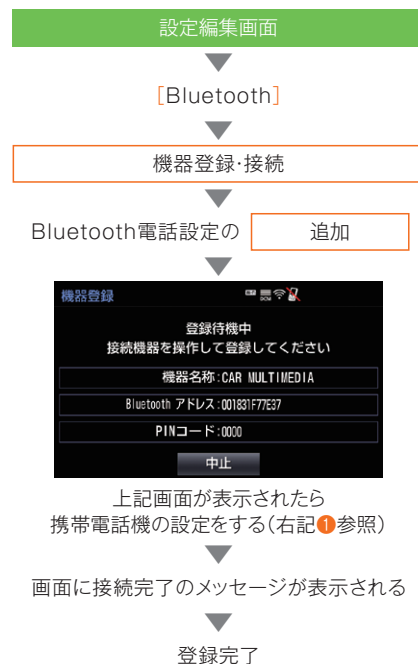 設定編集画面
［Bluetooth］
機器登録・接続
Bluetooth電話設定の 追加
機器登録
登録待機中
接続機器を操作して登録してください
機器名称:CAR MULTIMEDIA
Bluetooth アドレス:001831F77E37
PINコード:0000
中止
上記画面が表示されたら
携帯電話機の設定をする（右記❶参照）
画面に接続完了のメッセージが表示される
登録完了